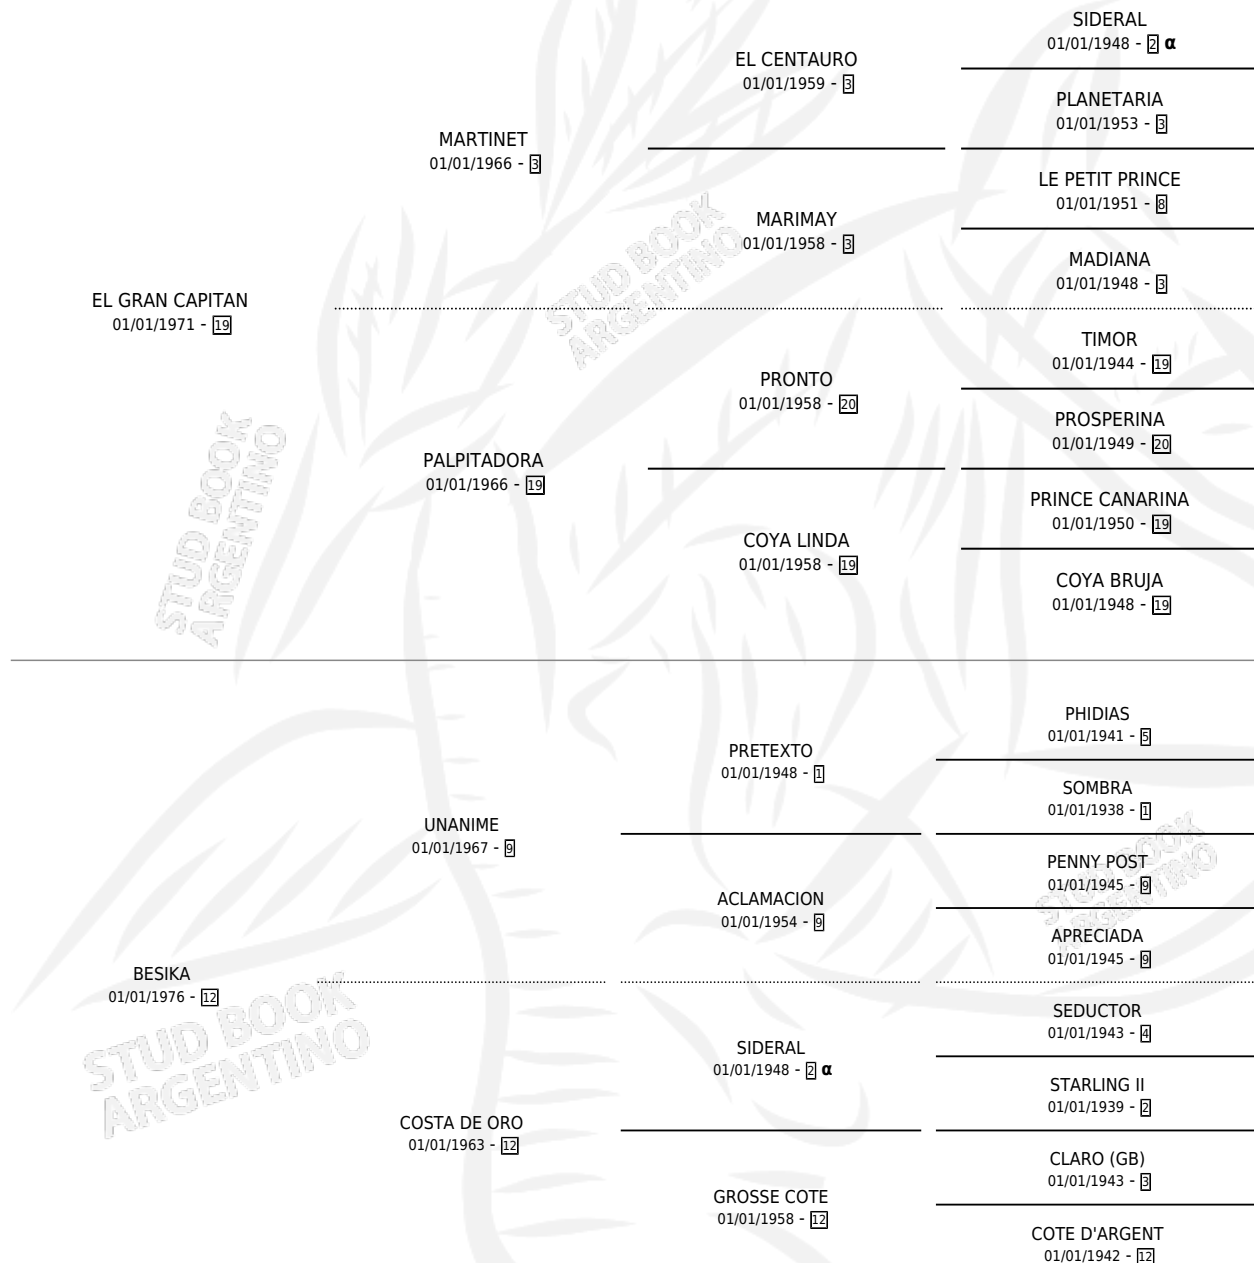 SIDERAL
01/01/1948 - 2 α
EL CENTAURO
01/01/1959 - 3
PLANETARIA
01/01/1953 - 3
MARTINET
01/01/1966 - 3
LE PETIT PRINCE
01/01/1951 - 8
MARIMAY
01/01/1958 - 3
MADIANA
01/01/1948 - 3
EL GRAN CAPITAN
01/01/1971 - 19
TIMOR
01/01/1944 - 19
PRONTO
01/01/1958 - 20
PROSPERINA
01/01/1949 - 20
PALPITADORA
01/01/1966 - 19
PRINCE CANARINA
01/01/1950 - 19
COYA LINDA
01/01/1958 - 19
COYA BRUJA
01/01/1948 - 19
PHIDIAS
01/01/1941 - 5
PRETEXTO
01/01/1948 - 1
SOMBRA
01/01/1938 - 1
UNANIME
01/01/1967 - 9
PENNY POST
01/01/1945 - 9
ACLAMACION
01/01/1954 - 9
APRECIADA
01/01/1945 - 9
BESIKA
01/01/1976 - 12
SEDUCTOR
01/01/1943 - 4
SIDERAL
01/01/1948 - 2 α
STARLING II
01/01/1939 - 2
COSTA DE ORO
01/01/1963 - 12
CLARO (GB)
01/01/1943 - 3
GROSSE COTE
01/01/1958 - 12
COTE D'ARGENT
01/01/1942 - 12
STUD BOOK
ARGENTINO
STUD BOOK
ARGENTINO
STUD BOOK
ARGENTINO
STUD BOOK
ARGENTINO